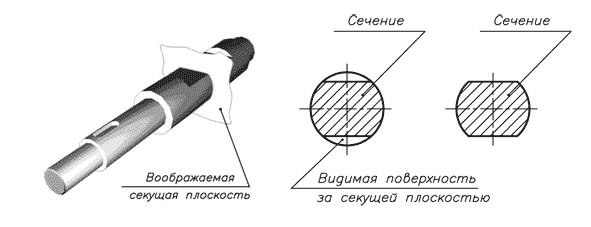 Сечение
Сечение
Воображаемая
секущая плоскость
Видимая поверхность
за секущей плоскостью